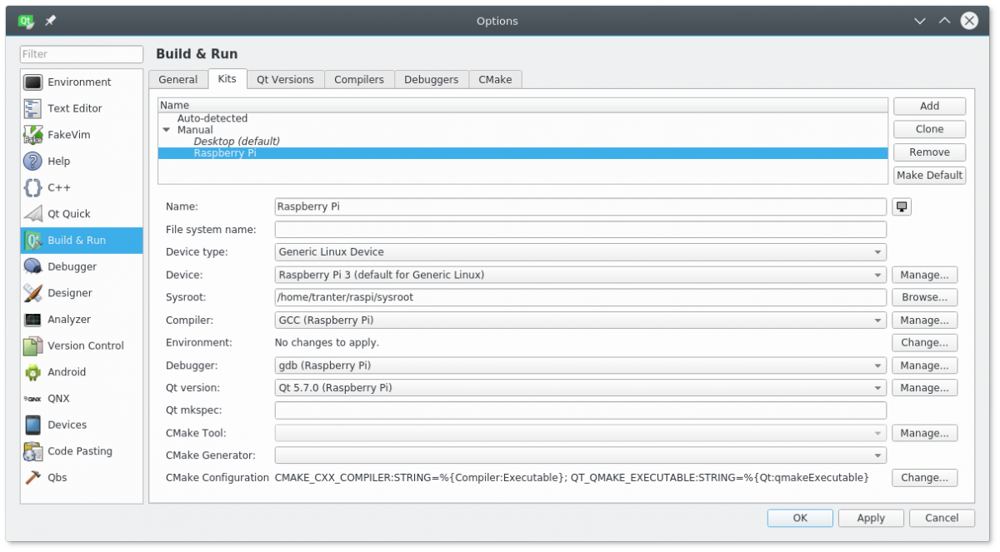 Qt Options
Filter
Environment
Text Editor
FakeVim
Help
C++
Qt Quick
Build & Run
Debugger
Designer
Analyzer
Version Control
Android
QNX
Devices
Code Pasting
Qbs
Build & Run
General Kits Qt Versions Compilers Debuggers CMake
Name
Auto-detected
Manual
Desktop (default)
Raspberry Pi
Add
Clone
Remove
Make Default
Name: Raspberry Pi
File system name:
Device type: Generic Linux Device
Device: Raspberry Pi 3 (default for Generic Linux) Manage...
Sysroot: /home/tranter/raspi/sysroot Browse...
Compiler: GCC (Raspberry Pi) Manage...
Environment: No changes to apply. Change...
Debugger: gdb (Raspberry Pi) Manage...
Qt version: Qt 5.7.0 (Raspberry Pi) Manage...
Qt mkspec:
CMake Tool: Manage...
CMake Generator:
CMake Configuration CMAKE_CXX_COMPILER:STRING=%{Compiler:Executable}; QT_QMAKE_EXECUTABLE:STRING=%{Qt:qmakeExecutable} Change...
OK Apply Cancel